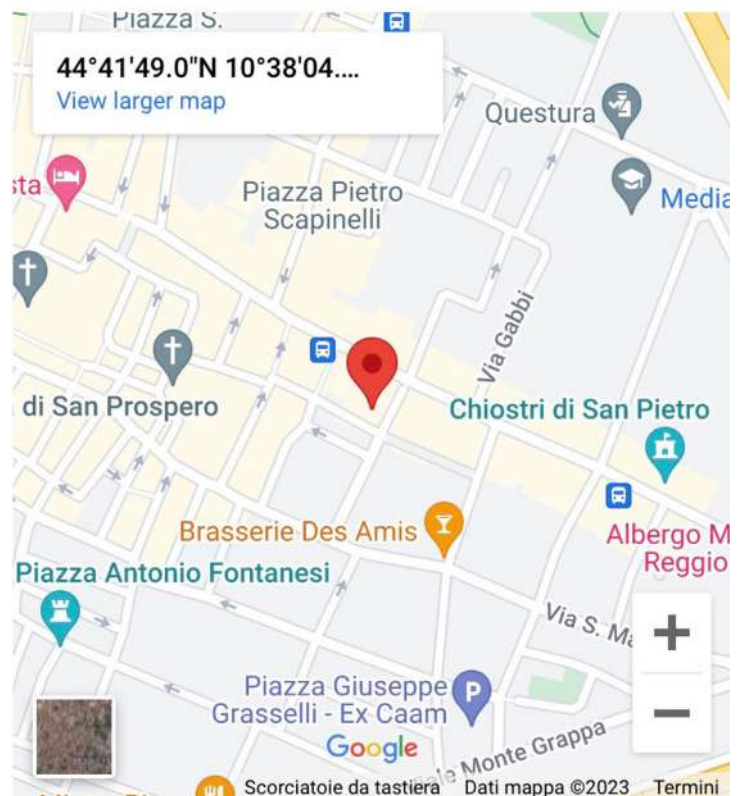 Piazza S.
44°41'49.0"N 10°38'04....
View larger map
Questura
sta
Piazza Pietro
Scapinelli
Media
Via Gabbi
di San Prospero
Chiostri di San Pietro
Brasserie Des Amis
Albergo M
Reggio
Piazza Antonio Fontanesi
Via S. Ma
Piazza Giuseppe
Grasselli - Ex Caam
P
Google
ale Monte Grappa
Scorciatoie da tastiera
Dati mappa ©2023
Termini